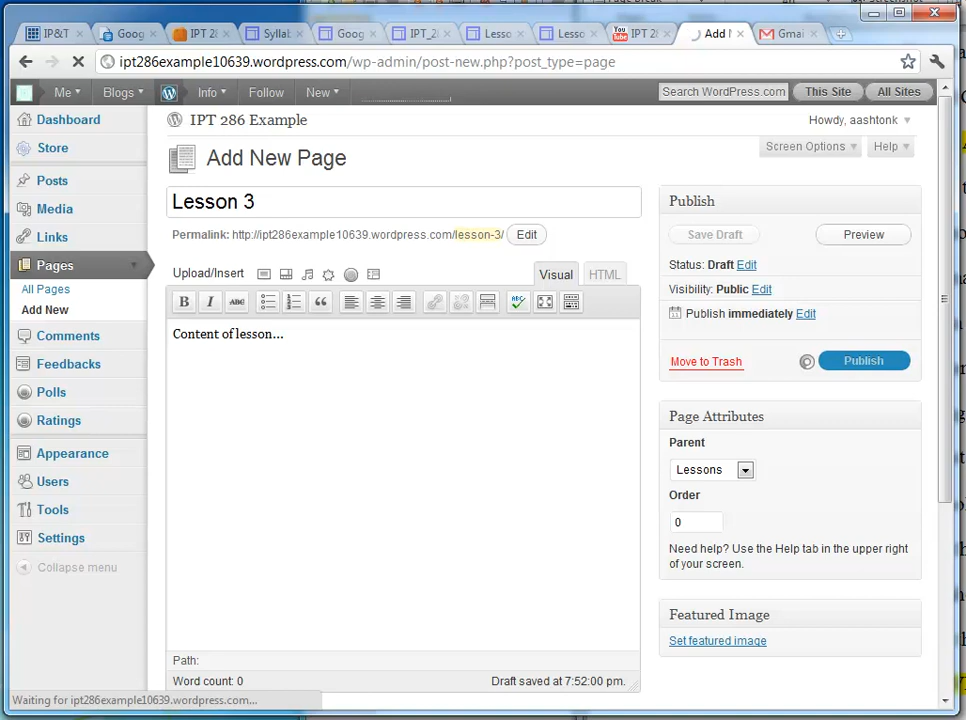 IP&T
Goog
IPT 28
Syllab
Goog
IPT_2
Lesso
Lesso
You Tube IPT 2
Add N
Gmai
ipt286example10639.wordpress.com/wp-admin/post-new.php?post_type=page
Me Blogs Info Follow New Search WordPress.com This Site All Sites
Dashboard
Store
Posts
Media
Links
Pages
All Pages
Add New
Comments
Feedbacks
Polls
Ratings
Appearance
Users
Tools
Settings
Collapse menu
IPT 286 Example
Howdy, aashtonk
Add New Page
Screen Options Help
Lesson 3
Permalink: http://ipt286example10639.wordpress.com/lesson-3/ Edit
Upload/Insert
Visual HTML
B I ABC ABC
Content of lesson...
Path:
Word count: 0 Draft saved at 7:52:00 pm.
Publish
Save Draft Preview
Status: Draft Edit
Visibility: Public Edit
Publish immediately Edit
Move to Trash Publish
Page Attributes
Parent
Lessons
Order
0
Need help? Use the Help tab in the upper right
of your screen.
Featured Image
Set featured image
Waiting for ipt286example10639.wordpress.com...